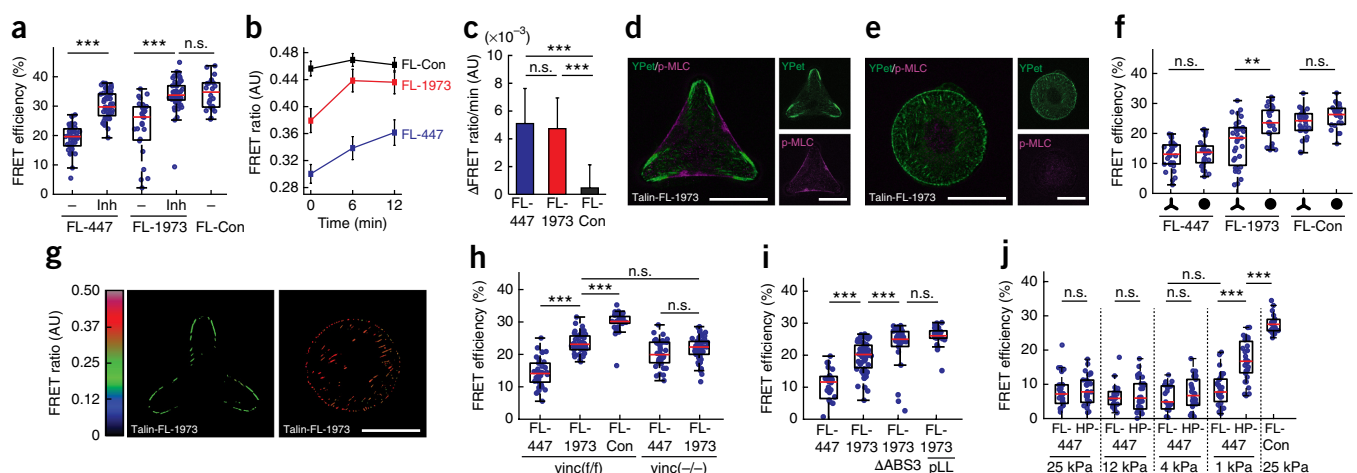 a
FRET efficiency (%)
50
40
30
20
10
0
***
***
n.s.
–
Inh
–
Inh
–
FL-447
FL-1973
FL-Con
b
FRET ratio (AU)
0.48
0.44
0.40
0.36
0.32
0.28
FL-Con
FL-1973
FL-447
0
6
12
Time (min)
c
(×10⁻³)
ΔFRET ratio/min (AU)
10
8
6
4
2
0
***
n.s.
***
FL-
447
FL-
1973
FL-
Con
d
YPet/p-MLC
Talin-FL-1973
YPet
p-MLC
e
YPet/p-MLC
Talin-FL-1973
YPet
p-MLC
f
FRET efficiency (%)
50
40
30
20
10
0
n.s.
**
n.s.
FL-447
FL-1973
FL-Con
g
FRET ratio (AU)
0.50
0.37
0.25
0.12
0
Talin-FL-1973
Talin-FL-1973
h
FRET efficiency (%)
40
30
20
10
0
***
***
n.s.
n.s.
FL-
447
FL-
1973
FL-
Con
FL-
447
FL-
1973
vinc(f/f)
vinc(–/–)
i
FRET efficiency (%)
40
30
20
10
0
***
***
n.s.
FL-
447
FL-
1973
FL-
1973
FL-
1973
ΔABS3
pLL
j
FRET efficiency (%)
50
40
30
20
10
0
n.s.
n.s.
n.s.
n.s.
***
***
FL- HP-
447
25 kPa
FL- HP-
447
12 kPa
FL- HP-
447
4 kPa
FL- HP-
447
1 kPa
FL-
Con
25 kPa